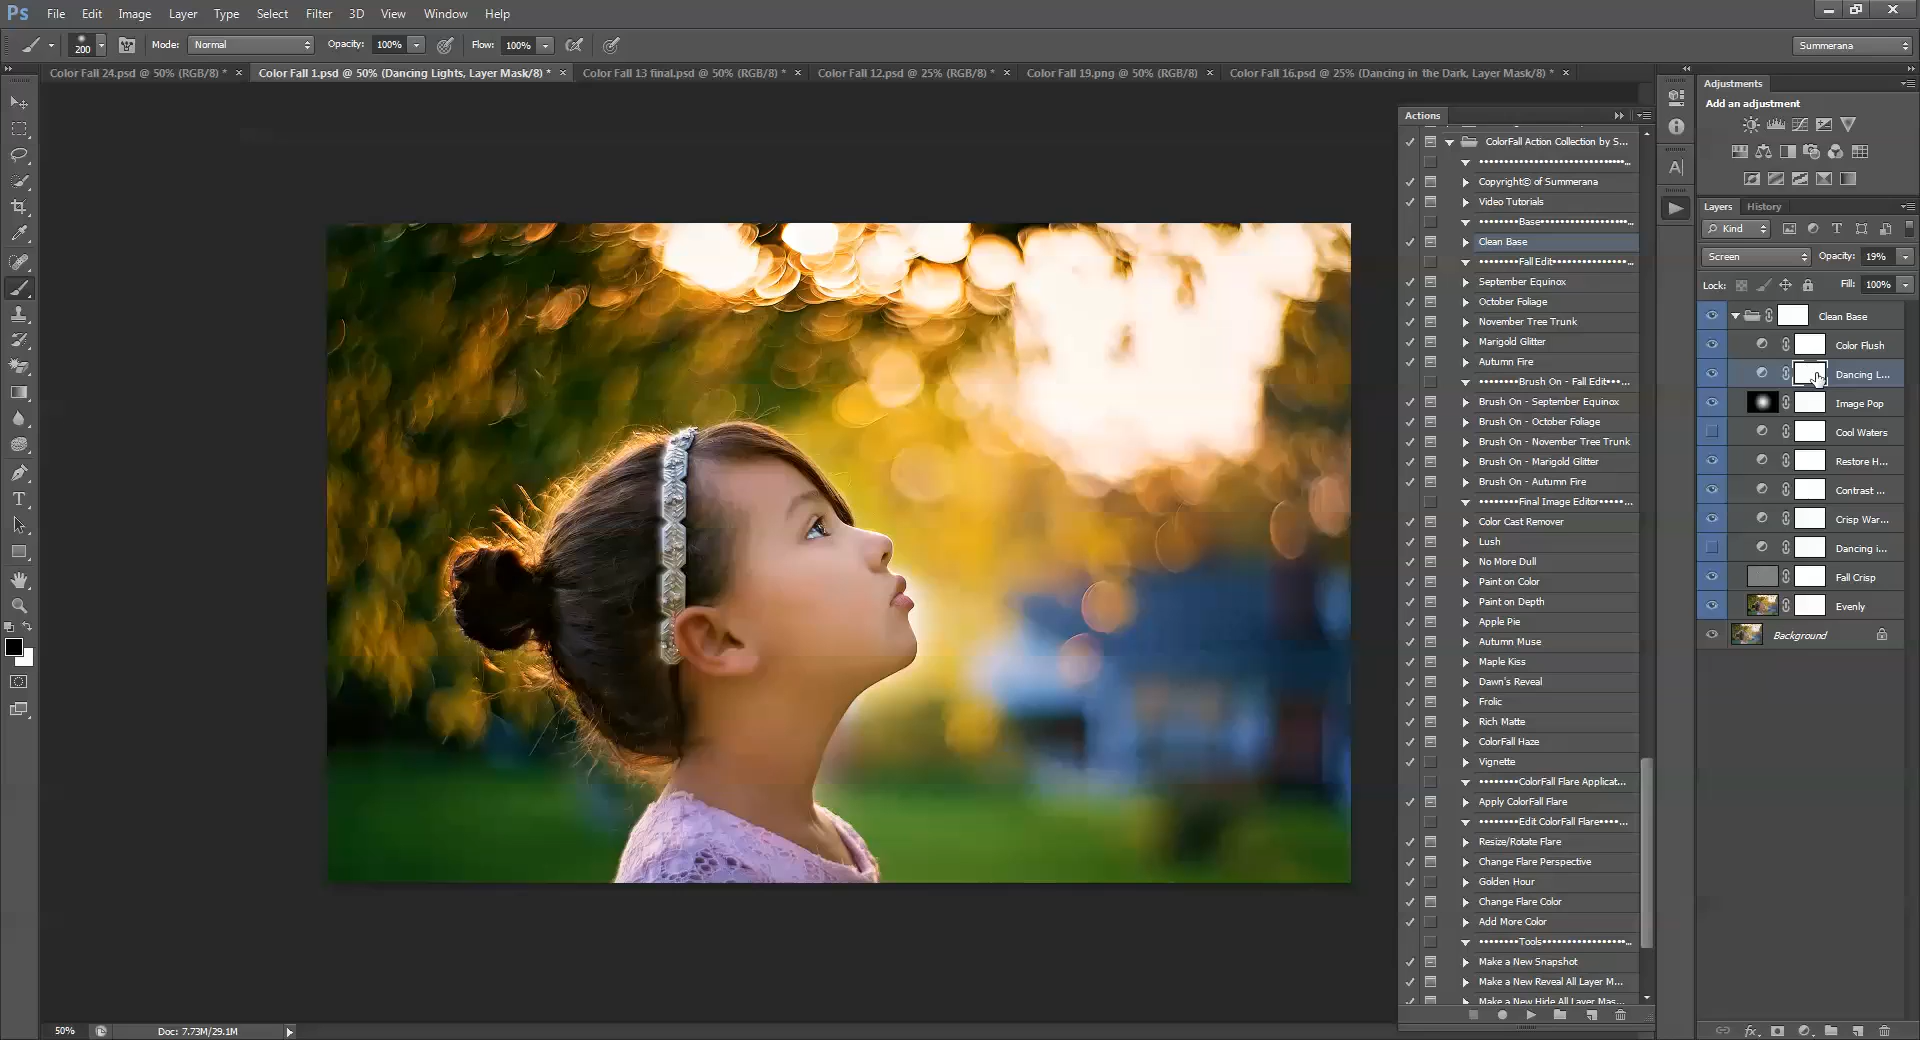 Ps File Edit Image Layer Type Select Filter 3D View Window Help
200 Mode: Normal Opacity: 100% Flow: 100% Summerana
Color Fall 24.psd @ 50% (RGB/8) * × Color Fall 1.psd @ 50% (Dancing Lights, Layer Mask/8) * × Color Fall 13 final.psd @ 50% (RGB/8) * × Color Fall 12.psd @ 25% (RGB/8) * × Color Fall 19.png @ 50% (RGB/8) × Color Fall 16.psd @ 25% (Dancing in the Dark, Layer Mask/8) * ×
Actions
ColorFall Action Collection by S...
Copyright© of Summerana
Video Tutorials
••••••••Base••••••••••••••••••...
Clean Base
••••••••Fall Edit•••••••••••••••••...
September Equinox
October Foliage
November Tree Trunk
Marigold Glitter
Autumn Fire
••••••••Brush On - Fall Edit••••...
Brush On - September Equinox
Brush On - October Foliage
Brush On - November Tree Trunk
Brush On - Marigold Glitter
Brush On - Autumn Fire
••••••••Final Image Editor••••••...
Color Cast Remover
Lush
No More Dull
Paint on Color
Paint on Depth
Apple Pie
Autumn Muse
Maple Kiss
Dawn's Reveal
Frolic
Rich Matte
ColorFall Haze
Vignette
••••••••ColorFall Flare Applicat...
Apply ColorFall Flare
••••••••Edit ColorFall Flare•••••...
Resize/Rotate Flare
Change Flare Perspective
Golden Hour
Change Flare Color
Add More Color
••••••••Tools••••••••••••••••••...
Make a New Snapshot
Make a New Reveal All Layer M...
Make a New Hide All Layer Mas...
Adjustments
Add an adjustment
Layers History
Kind
Screen Opacity: 19%
Lock: Fill: 100%
Clean Base
Color Flush
Dancing L...
Image Pop
Cool Waters
Restore H...
Contrast ...
Crisp War...
Dancing i...
Fall Crisp
Evenly
Background
50% Doc: 7.73M/29.1M